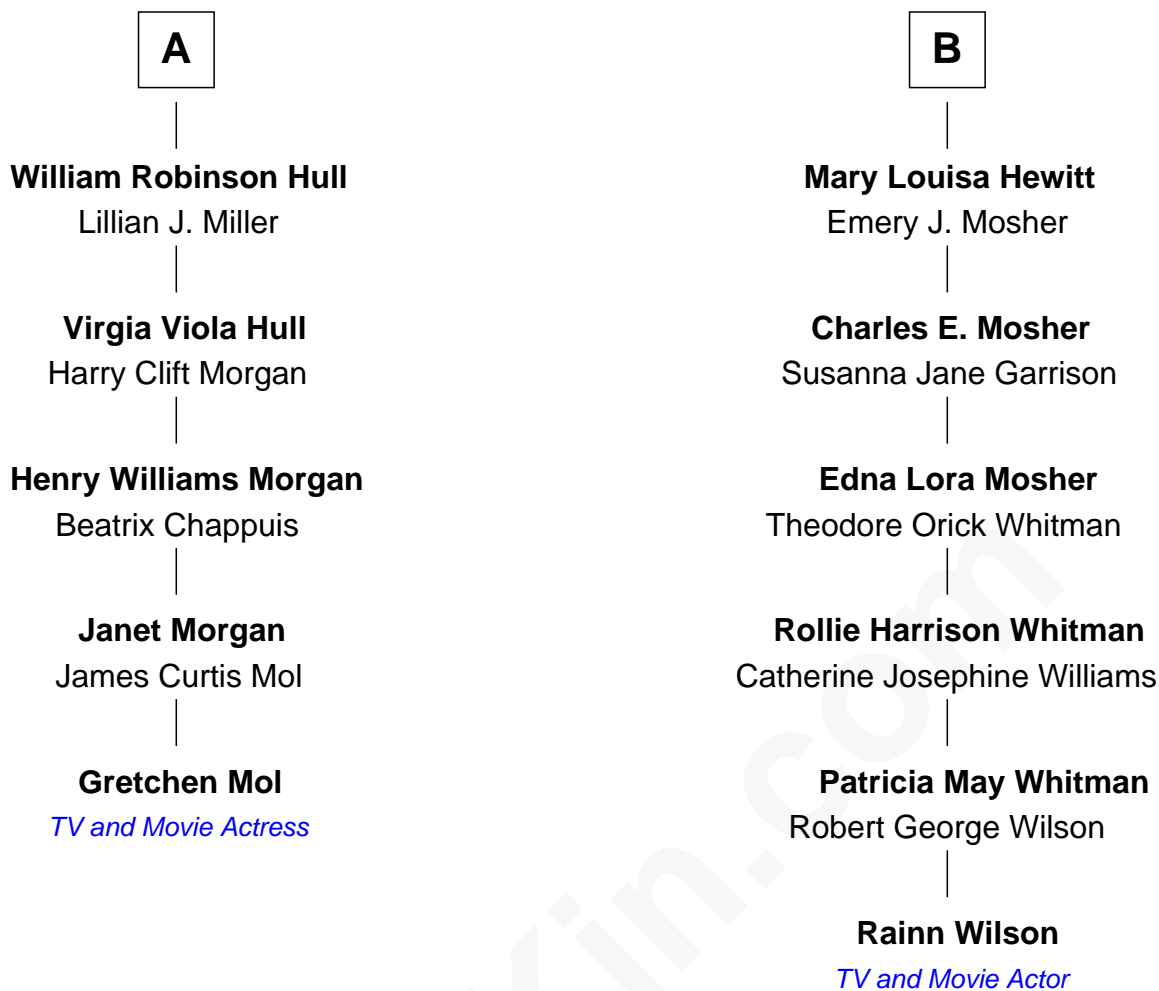 A
William Robinson Hull
Lillian J. Miller
Virgia Viola Hull
Harry Clift Morgan
Henry Williams Morgan
Beatrix Chappuis
Janet Morgan
James Curtis Mol
Gretchen Mol
TV and Movie Actress
B
Mary Louisa Hewitt
Emery J. Mosher
Charles E. Mosher
Susanna Jane Garrison
Edna Lora Mosher
Theodore Orick Whitman
Rollie Harrison Whitman
Catherine Josephine Williams
Patricia May Whitman
Robert George Wilson
Rainn Wilson
TV and Movie Actor